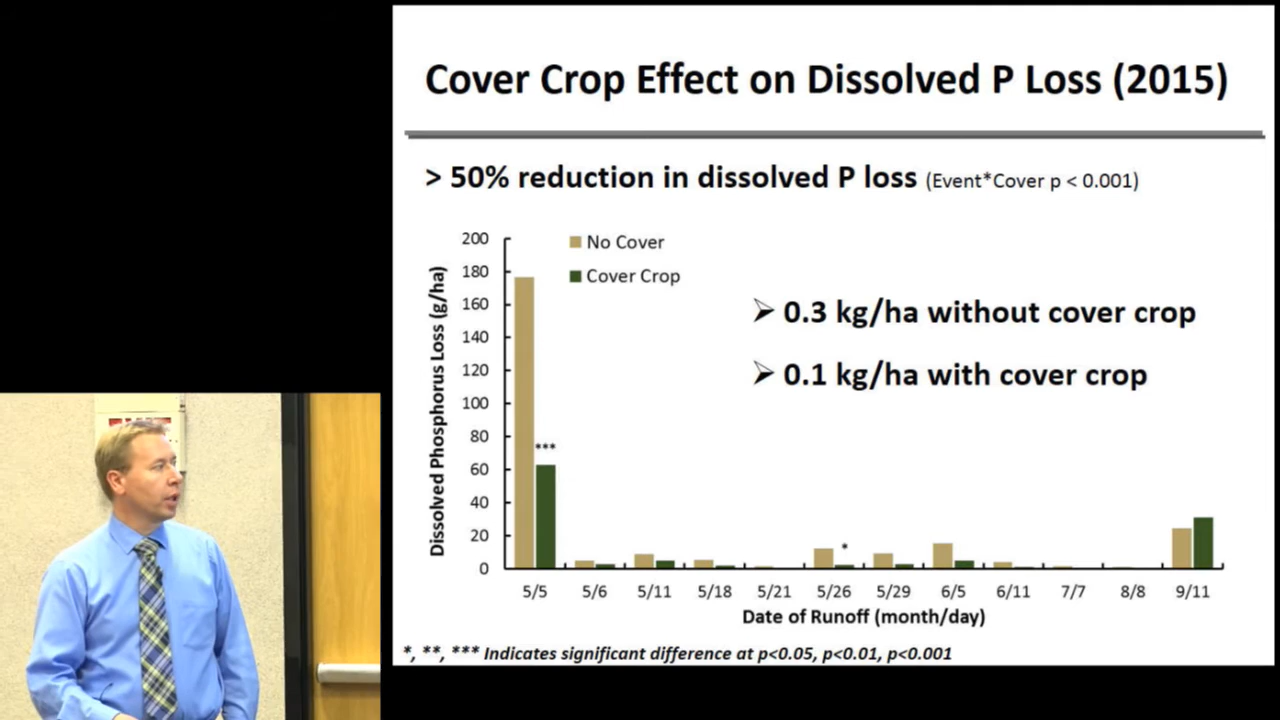 Cover Crop Effect on Dissolved P Loss (2015)
> 50% reduction in dissolved P loss (Event*Cover p < 0.001)
Dissolved Phosphorus Loss (g/ha)
200
180
160
140
120
100
80
60
40
20
0
No Cover
Cover Crop
➢ 0.3 kg/ha without cover crop
➢ 0.1 kg/ha with cover crop
***
*
5/5 5/6 5/11 5/18 5/21 5/26 5/29 6/5 6/11 7/7 8/8 9/11
Date of Runoff (month/day)
*, **, *** Indicates significant difference at p<0.05, p<0.01, p<0.001